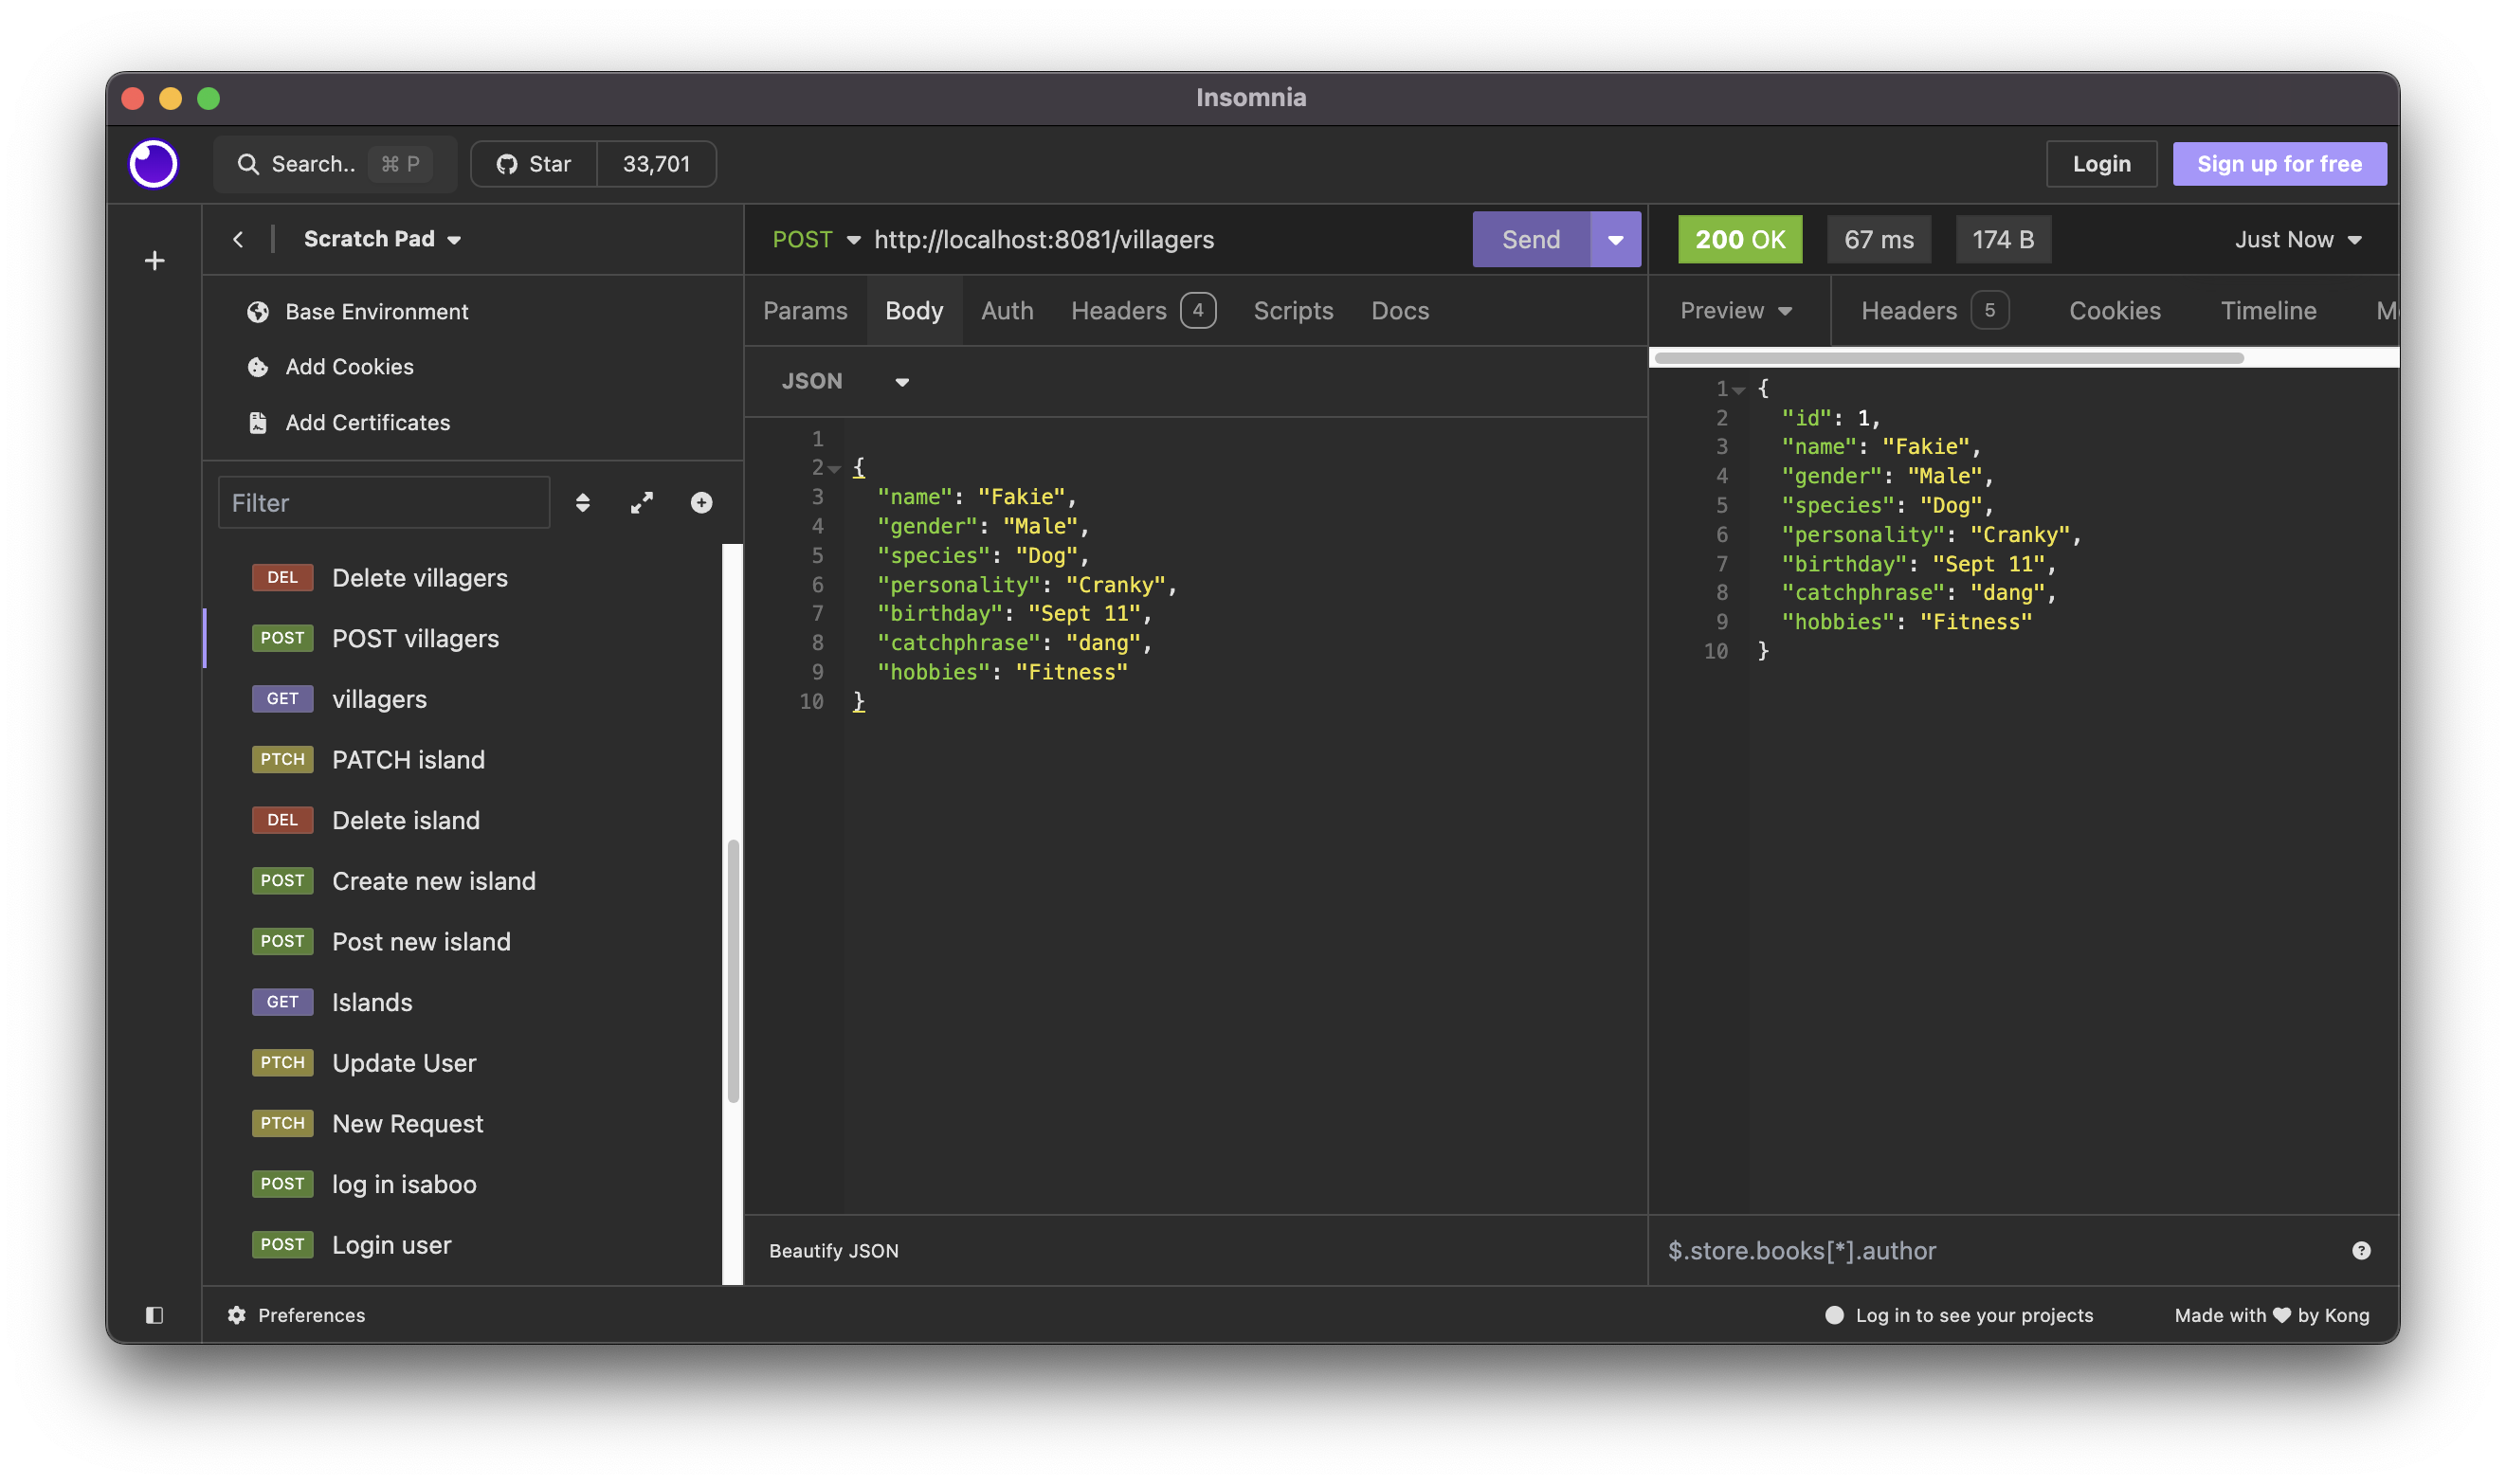 Insomnia
Search.. ⌘ P
Star 33,701
Login
Sign up for free
Scratch Pad
Base Environment
Add Cookies
Add Certificates
Filter
DEL Delete villagers
POST POST villagers
GET villagers
PTCH PATCH island
DEL Delete island
POST Create new island
POST Post new island
GET Islands
PTCH Update User
PTCH New Request
POST log in isaboo
POST Login user
POST http://localhost:8081/villagers
Send
Params Body Auth Headers 4 Scripts Docs
JSON
1
2 {
3 "name": "Fakie",
4 "gender": "Male",
5 "species": "Dog",
6 "personality": "Cranky",
7 "birthday": "Sept 11",
8 "catchphrase": "dang",
9 "hobbies": "Fitness"
10 }
Beautify JSON
200 OK 67 ms 174 B Just Now
Preview Headers 5 Cookies Timeline
1 {
2 "id": 1,
3 "name": "Fakie",
4 "gender": "Male",
5 "species": "Dog",
6 "personality": "Cranky",
7 "birthday": "Sept 11",
8 "catchphrase": "dang",
9 "hobbies": "Fitness"
10 }
$.store.books[*].author
Preferences
Log in to see your projects
Made with ♥ by Kong